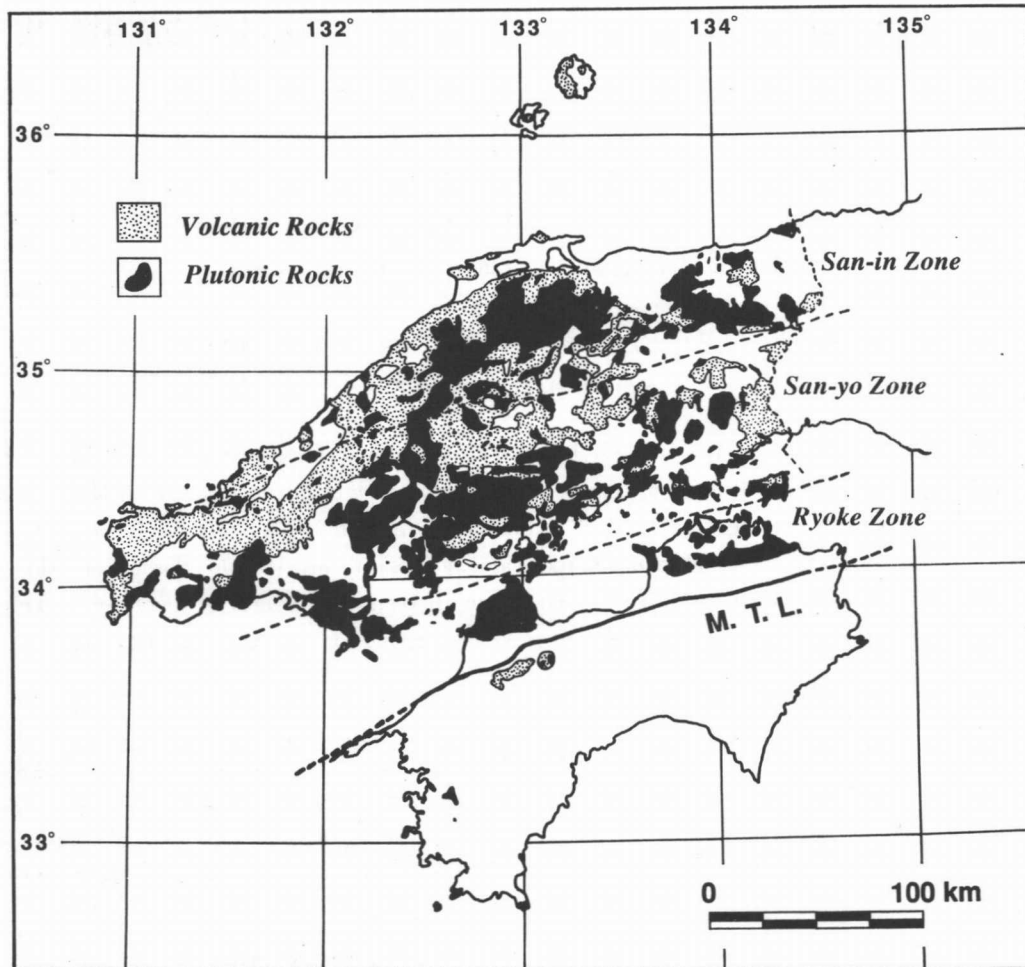 131°
132°
133°
134°
135°
36°
Volcanic Rocks
Plutonic Rocks
San-in Zone
35°
San-yo Zone
Ryoke Zone
34°
M. T. L.
33°
0 100 km